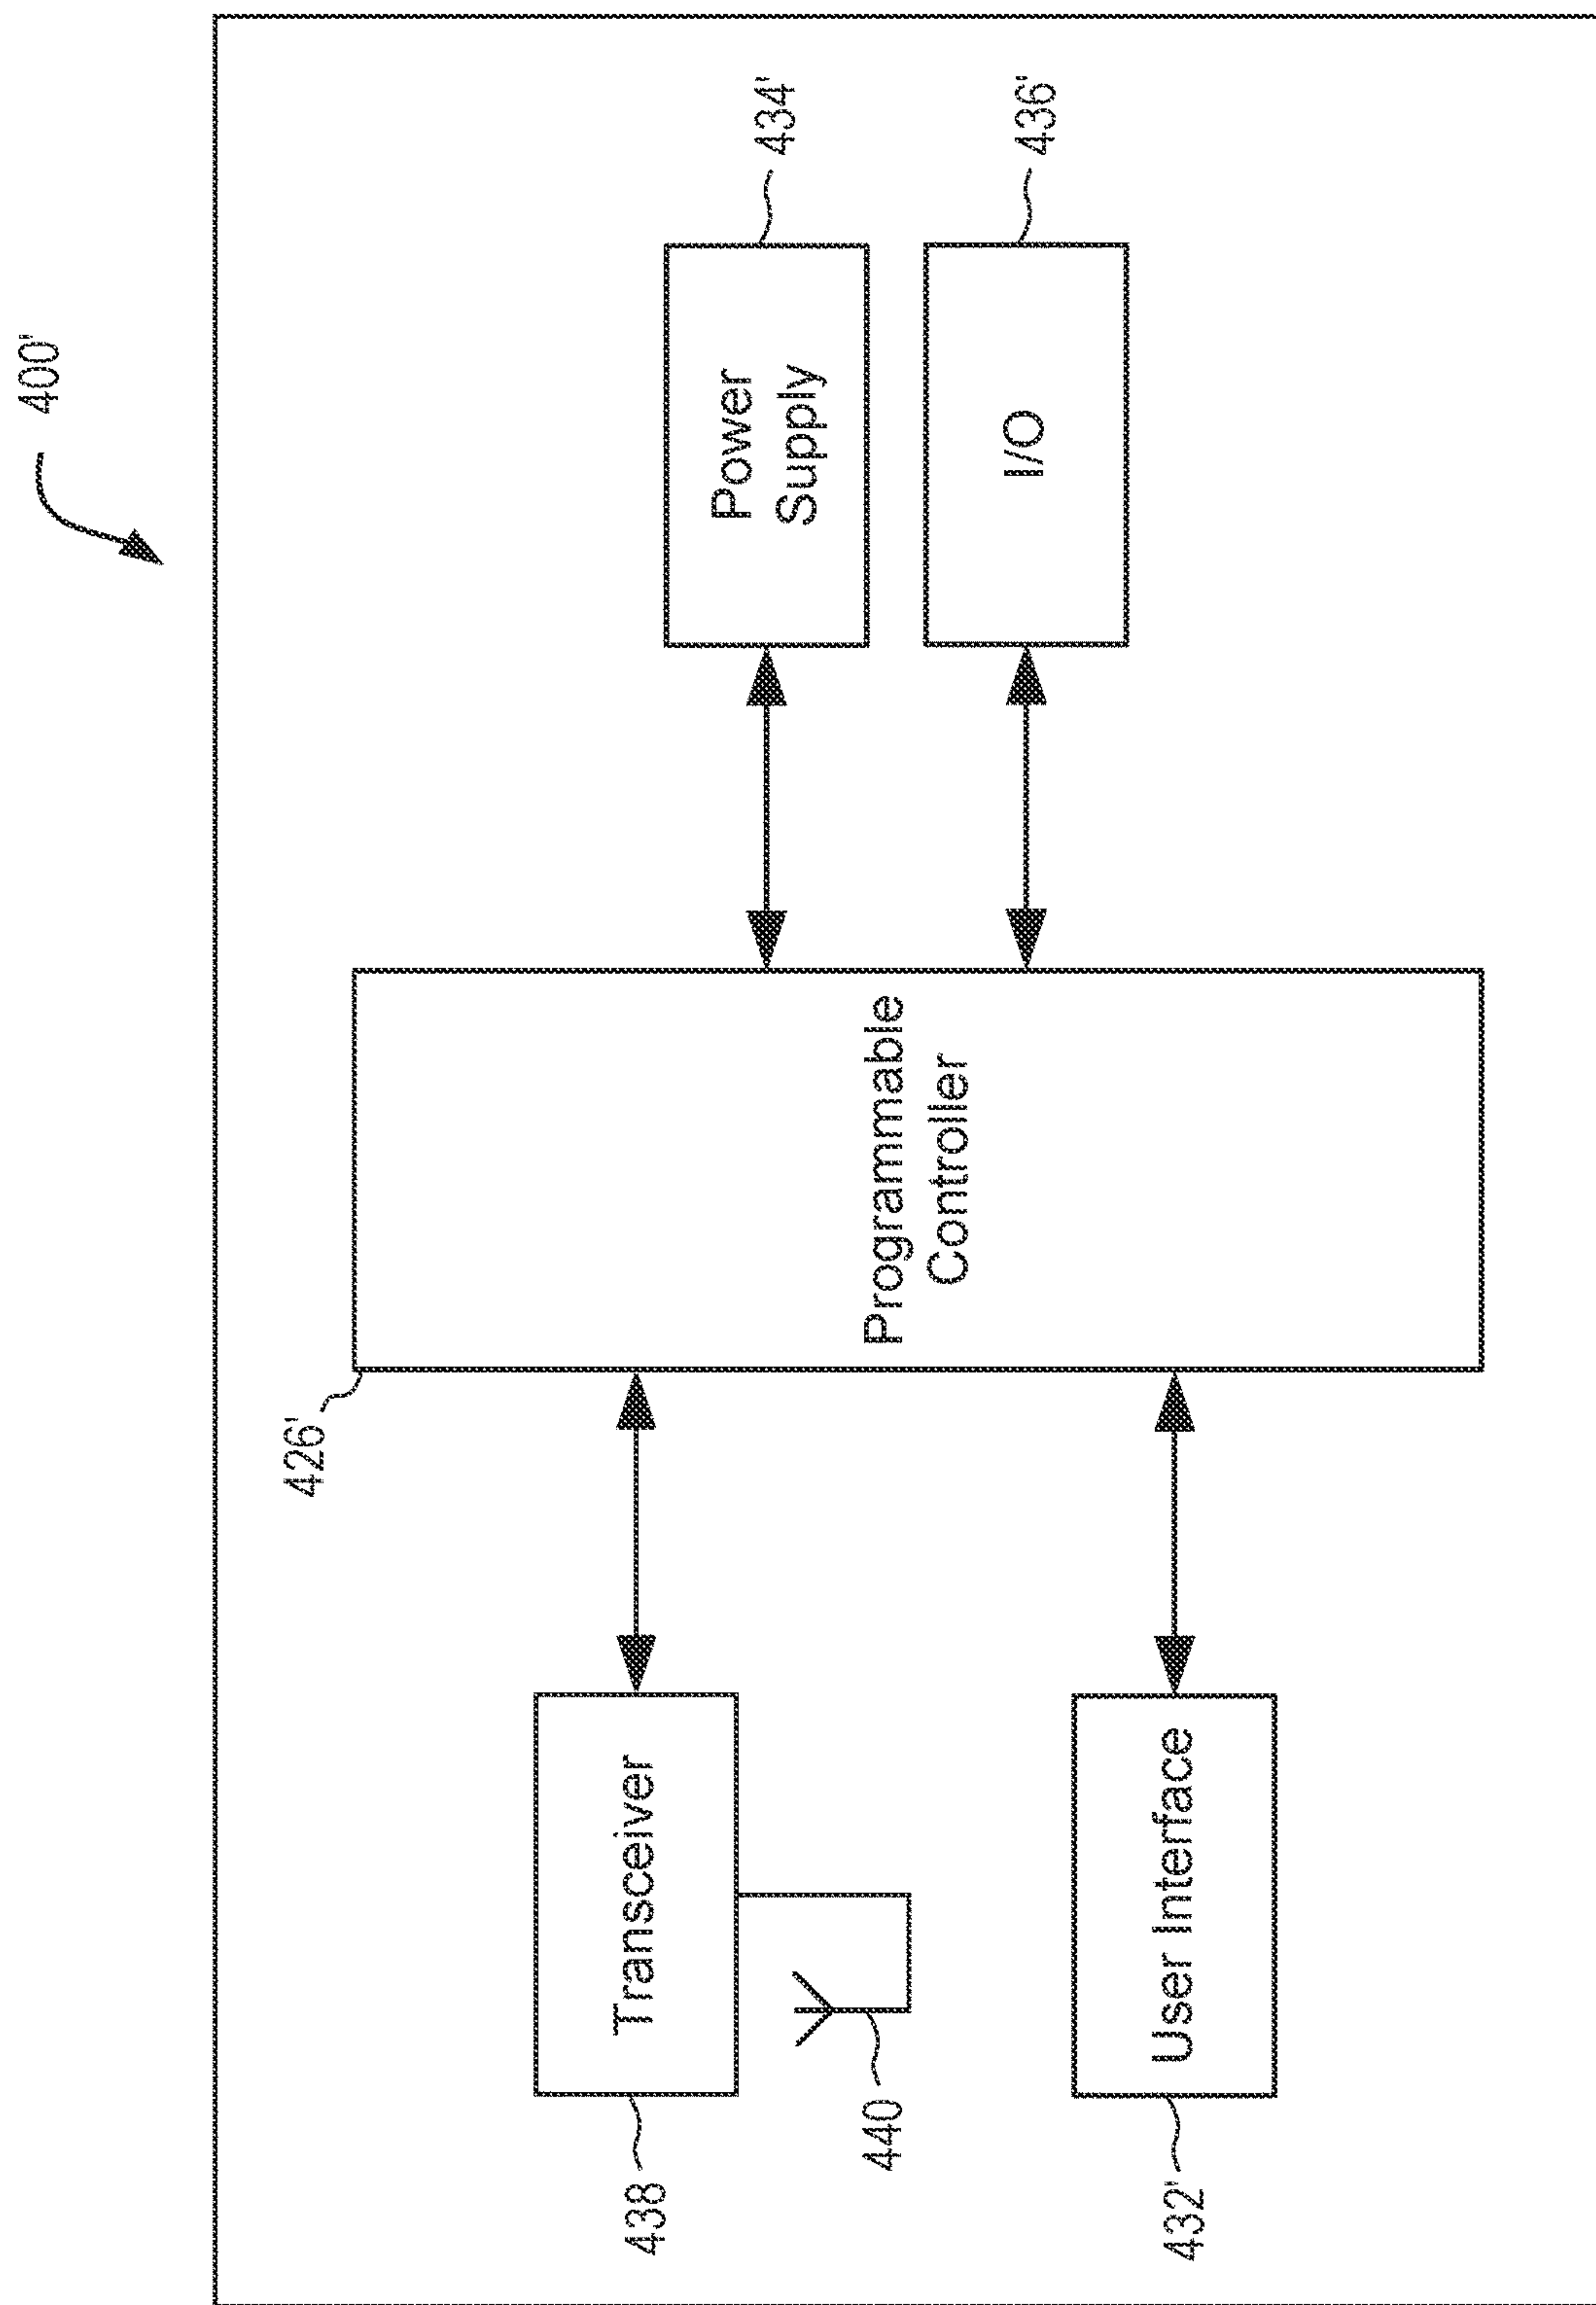 400'
426'
438
Transceiver
440
User Interface
432'
Programmable
Controller
Power
Supply
434'
I/O
436'